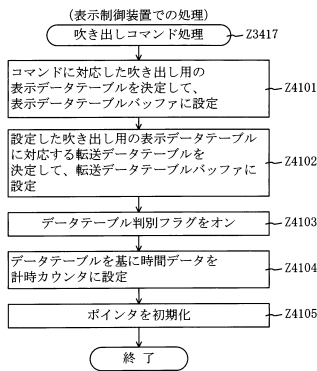 (表示制御装置での処理)
吹き出しコマンド処理
Z3417
コマンドに対応した吹き出し用の
表示データテーブルを決定して、
表示データテーブルバッファに設定
Z4101
設定した吹き出し用の表示データテーブル
に対応する転送データテーブルを
決定して、転送データテーブルバッファに
設定
Z4102
データテーブル判別フラグをオン
Z4103
データテーブルを基に時間データを
計時カウンタに設定
Z4104
ポインタを初期化
Z4105
終了